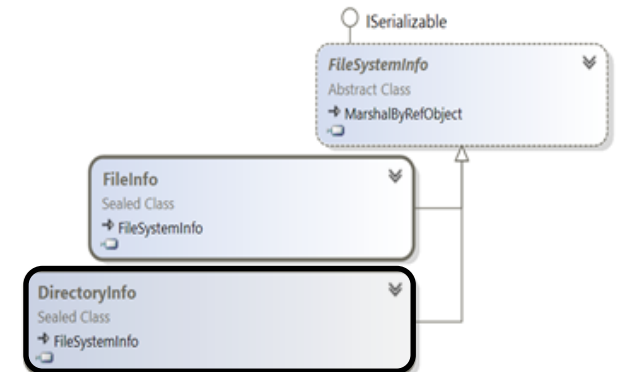 ISerializable
FileSystemInfo
Abstract Class
MarshalByRefObject
FileInfo
Sealed Class
FileSystemInfo
DirectoryInfo
Sealed Class
FileSystemInfo